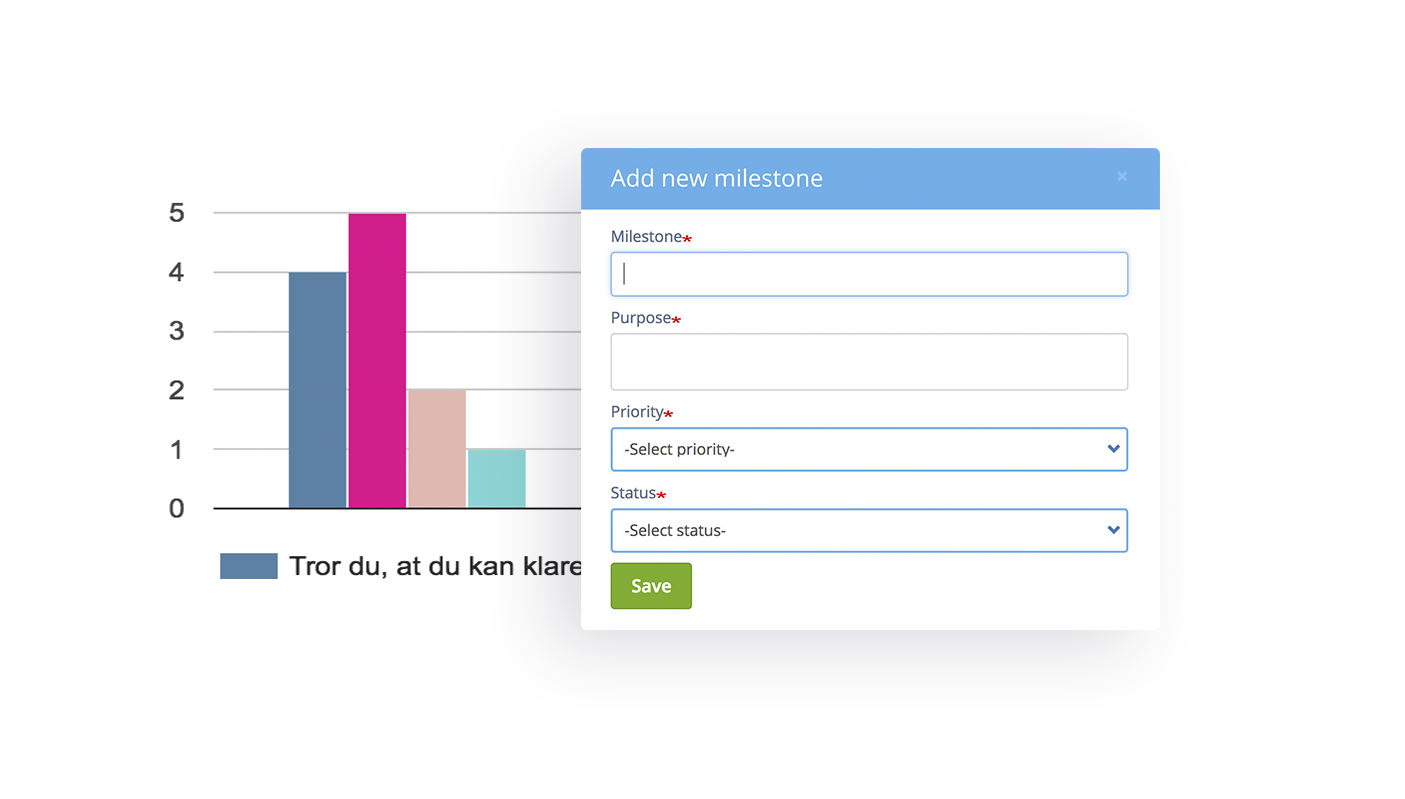 5
4
3
2
1
0
Tror du, at du kan klare
Add new milestone
×
Milestone*
Purpose*
Priority*
-Select priority-
Status*
-Select status-
Save